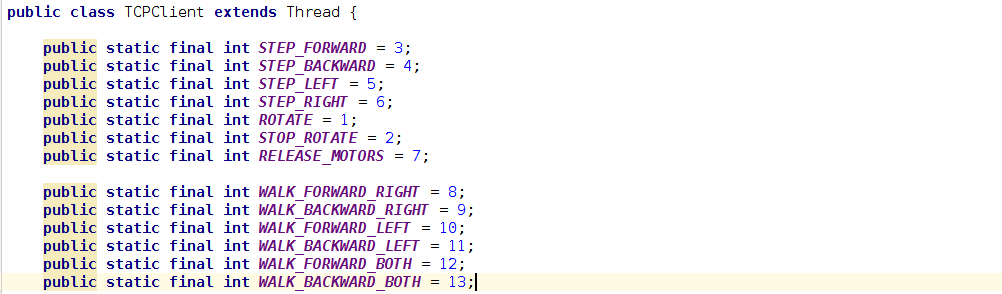 public class TCPClient extends Thread {
public static final int STEP_FORWARD = 3;
public static final int STEP_BACKWARD = 4;
public static final int STEP_LEFT = 5;
public static final int STEP_RIGHT = 6;
public static final int ROTATE = 1;
public static final int STOP_ROTATE = 2;
public static final int RELEASE_MOTORS = 7;
public static final int WALK_FORWARD_RIGHT = 8;
public static final int WALK_BACKWARD_RIGHT = 9;
public static final int WALK_FORWARD_LEFT = 10;
public static final int WALK_BACKWARD_LEFT = 11;
public static final int WALK_FORWARD_BOTH = 12;
public static final int WALK_BACKWARD_BOTH = 13;